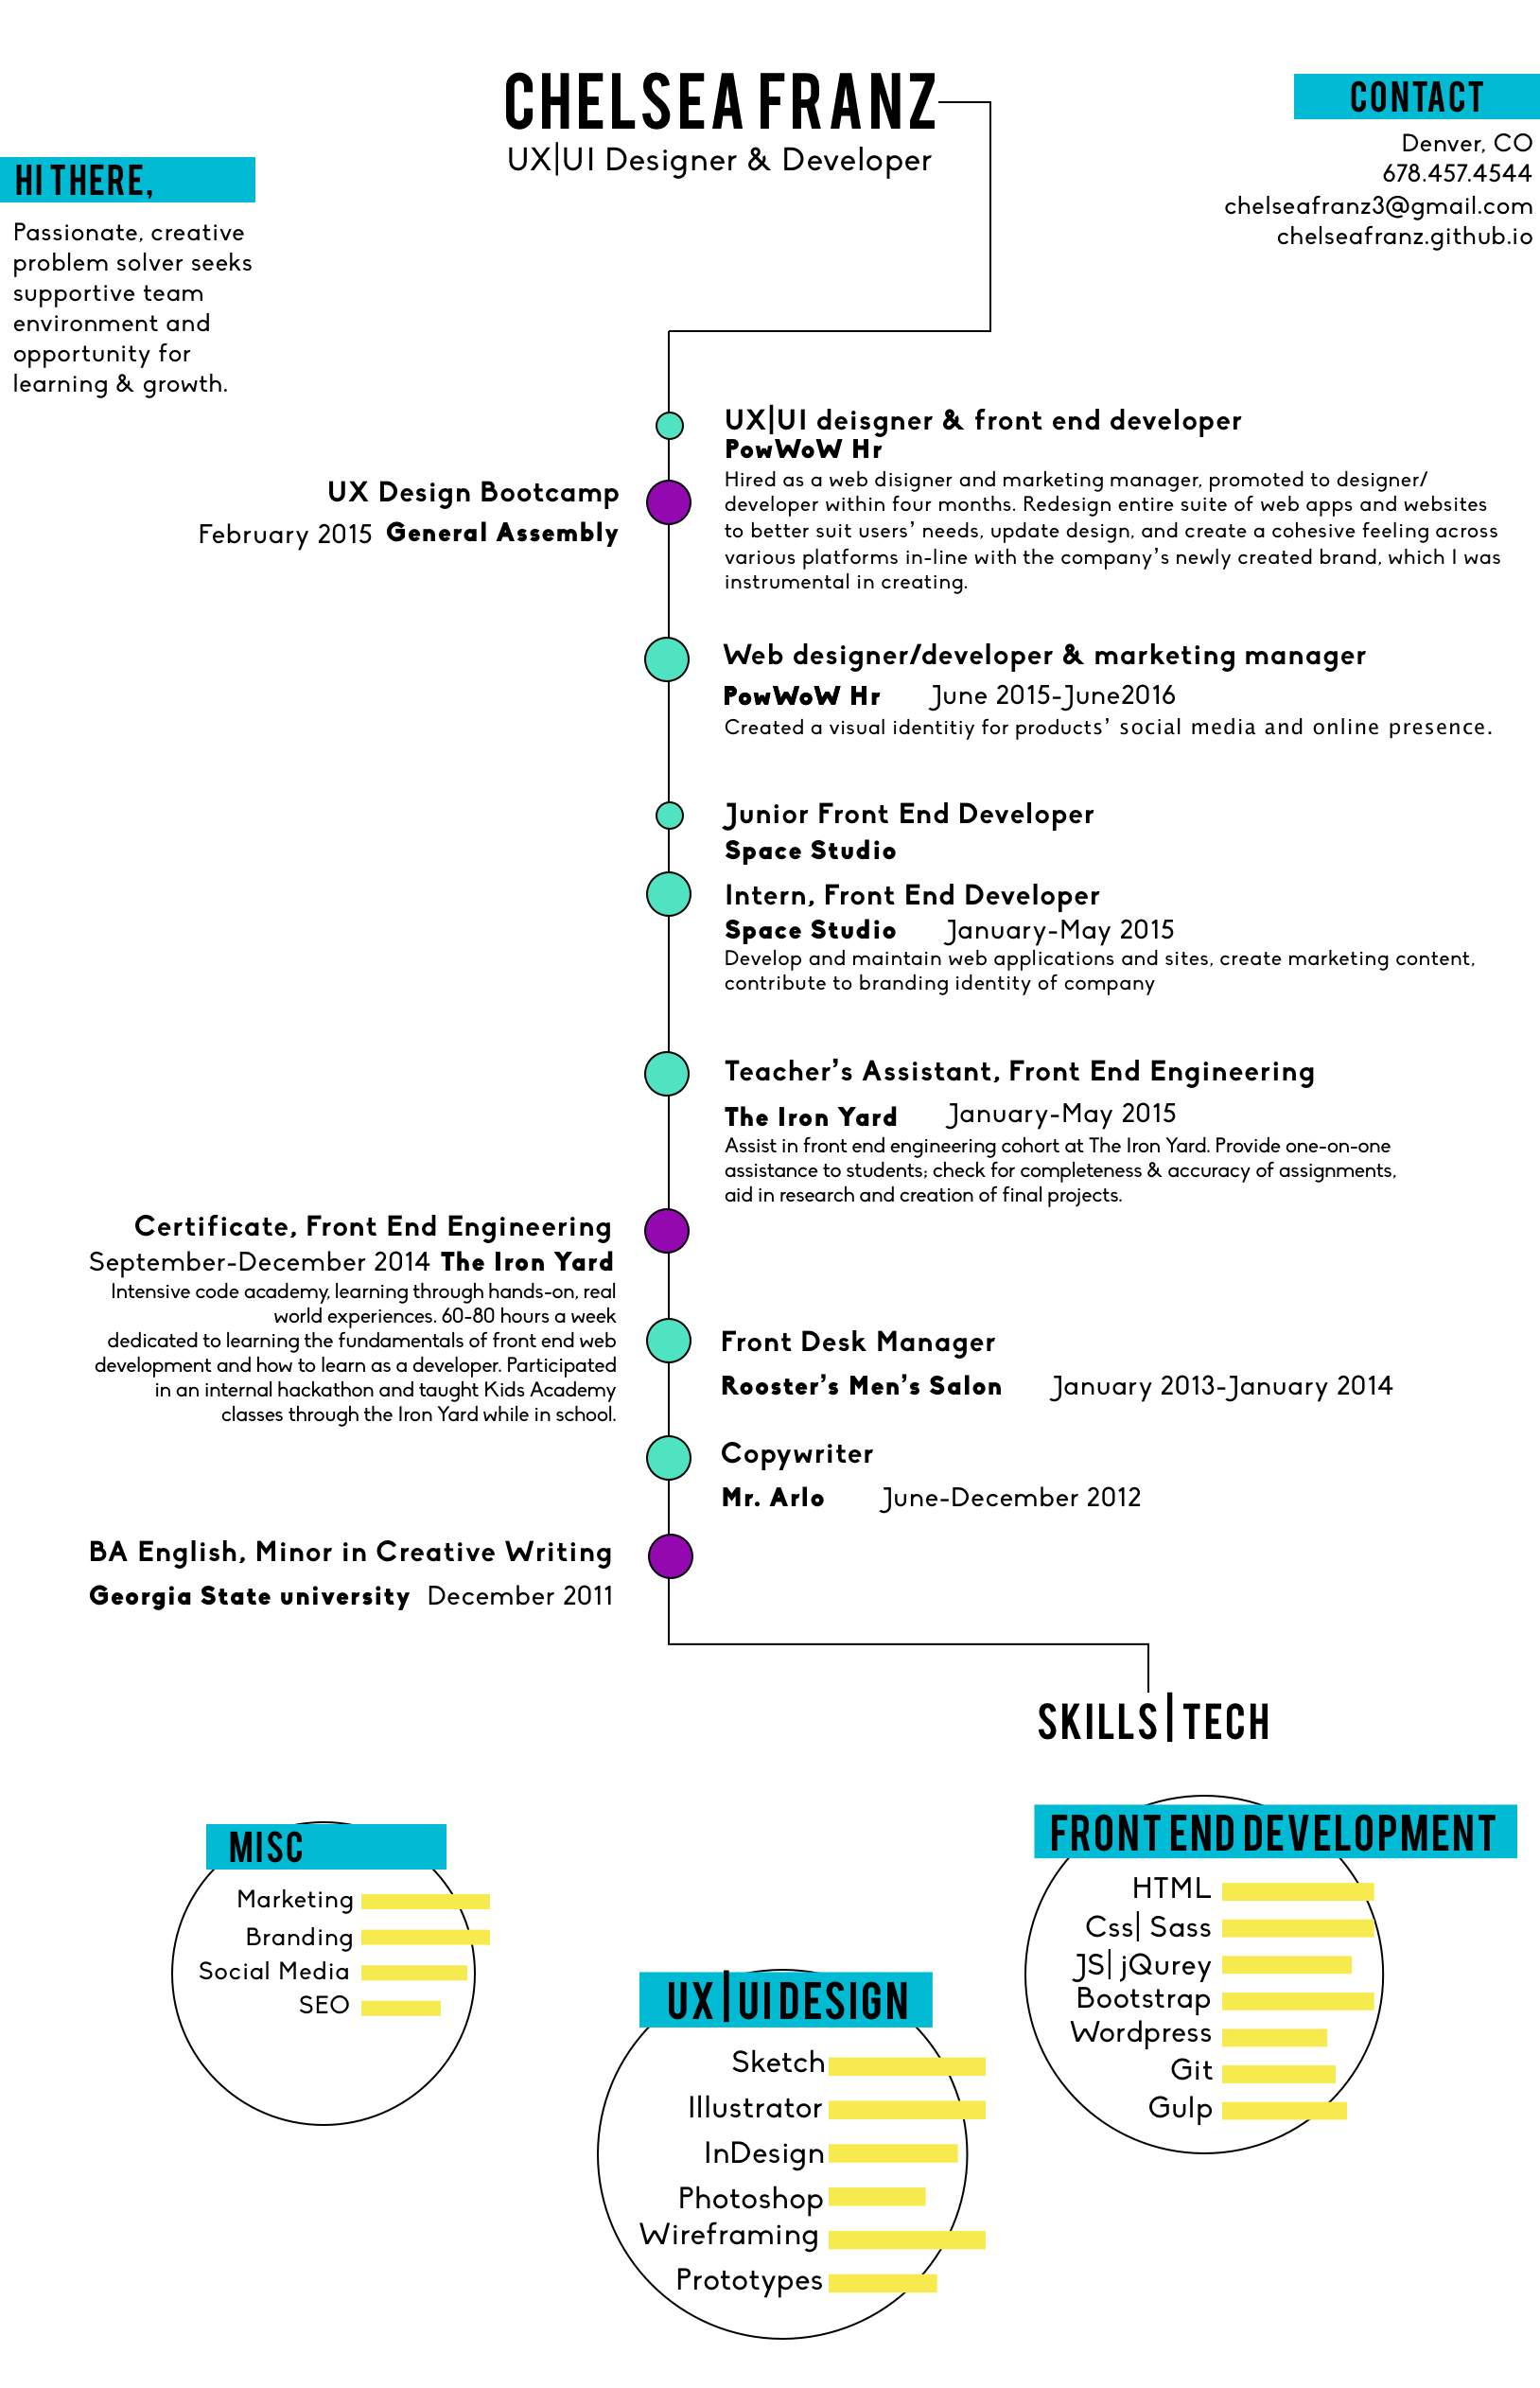 CHELSEA FRANZ
UX|UI Designer & Developer
CONTACT
Denver, CO
678.457.4544
chelseafranz3@gmail.com
chelseafranz.github.io
HI THERE,
Passionate, creative
problem solver seeks
supportive team
environment and
opportunity for
learning & growth.
UX|UI deisgner & front end developer
PowWoW Hr
Hired as a web disigner and marketing manager, promoted to designer/
developer within four months. Redesign entire suite of web apps and websites
to better suit users' needs, update design, and create a cohesive feeling across
various platforms in-line with the company's newly created brand, which I was
instrumental in creating.
UX Design Bootcamp
February 2015 General Assembly
Web designer/developer & marketing manager
PowWoW Hr June 2015-June2016
Created a visual identitiy for products' social media and online presence.
Junior Front End Developer
Space Studio
Intern, Front End Developer
Space Studio January-May 2015
Develop and maintain web applications and sites, create marketing content,
contribute to branding identity of company
Teacher's Assistant, Front End Engineering
The Iron Yard January-May 2015
Assist in front end engineering cohort at The Iron Yard. Provide one-on-one
assistance to students; check for completeness & accuracy of assignments,
aid in research and creation of final projects.
Certificate, Front End Engineering
September-December 2014 The Iron Yard
Intensive code academy, learning through hands-on, real
world experiences. 60-80 hours a week
dedicated to learning the fundamentals of front end web
development and how to learn as a developer. Participated
in an internal hackathon and taught Kids Academy
classes through the Iron Yard while in school.
Front Desk Manager
Rooster's Men's Salon January 2013-January 2014
Copywriter
Mr. Arlo June-December 2012
BA English, Minor in Creative Writing
Georgia State university December 2011
SKILLS|TECH
MISC
Marketing
Branding
Social Media
SEO
UX|UI DESIGN
Sketch
Illustrator
InDesign
Photoshop
Wireframing
Prototypes
FRONT END DEVELOPMENT
HTML
Css| Sass
JS| jQurey
Bootstrap
Wordpress
Git
Gulp